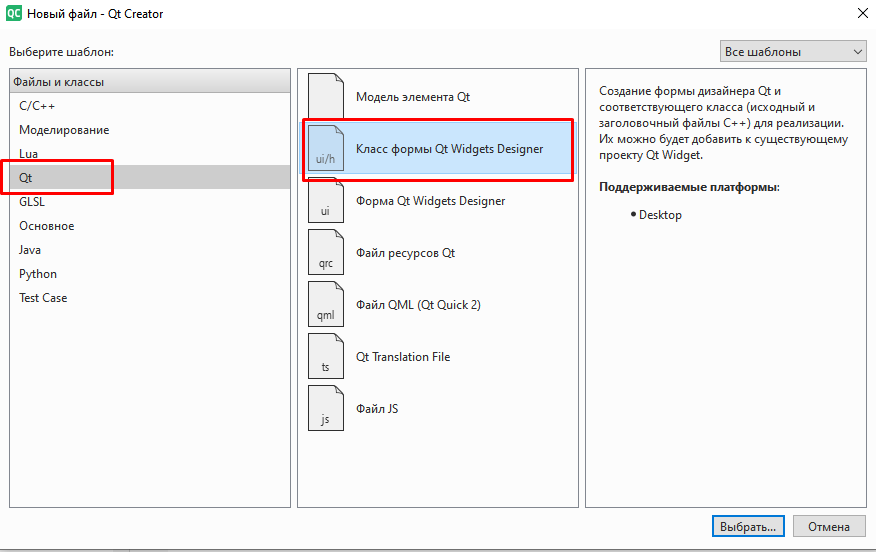 QC Новый файл - Qt Creator
Выберите шаблон:
Все шаблоны
Файлы и классы
C/C++
Моделирование
Lua
Qt
GLSL
Основное
Java
Python
Test Case
Модель элемента Qt
ui/h Класс формы Qt Widgets Designer
ui Форма Qt Widgets Designer
qrc Файл ресурсов Qt
qml Файл QML (Qt Quick 2)
ts Qt Translation File
js Файл JS
Создание формы дизайнера Qt и
соответствующего класса (исходный и
заголовочный файлы C++) для реализации.
Их можно будет добавить к существующему
проекту Qt Widget.
Поддерживаемые платформы:
• Desktop
Выбрать...
Отмена